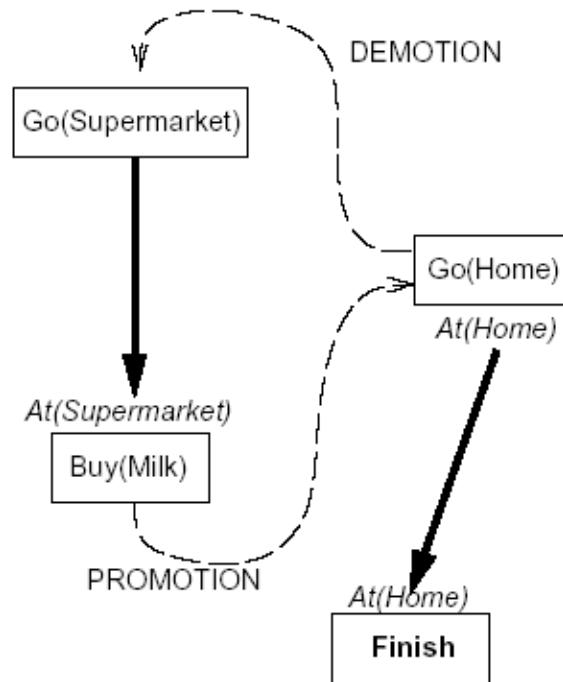 DEMOTION
Go(Supermarket)
Go(Home)
At(Home)
At(Supermarket)
Buy(Milk)
PROMOTION
At(Home)
Finish